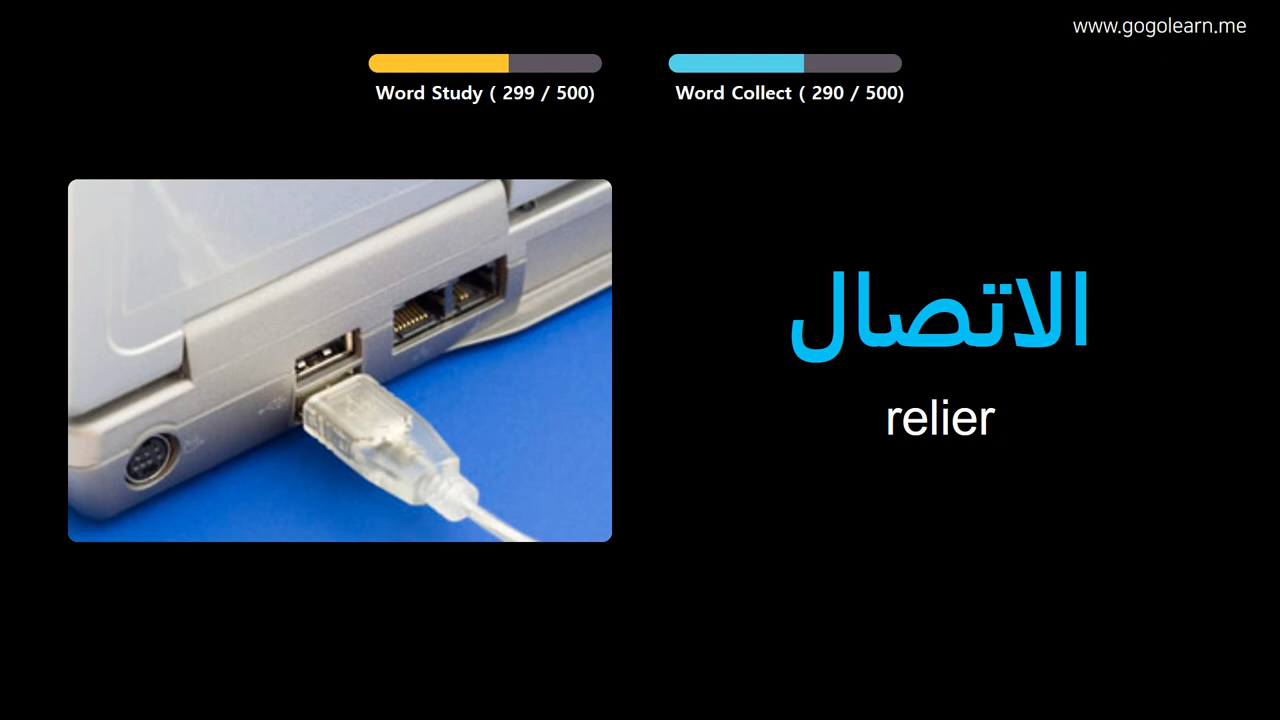 www.gogolearn.me
Word Study ( 299 / 500)
Word Collect ( 290 / 500)
الاتصال
relier